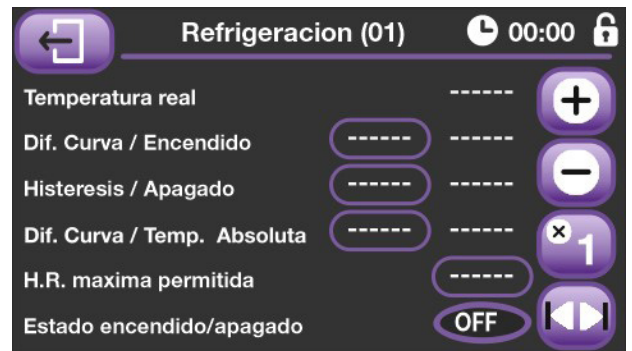 Refrigeracion (01) 00:00
Temperatura real ------
Dif. Curva / Encendido ------ ------
Histeresis / Apagado ------ ------
Dif. Curva / Temp. Absoluta ------ ------
×1
H.R. maxima permitida ------
Estado encendido/apagado OFF